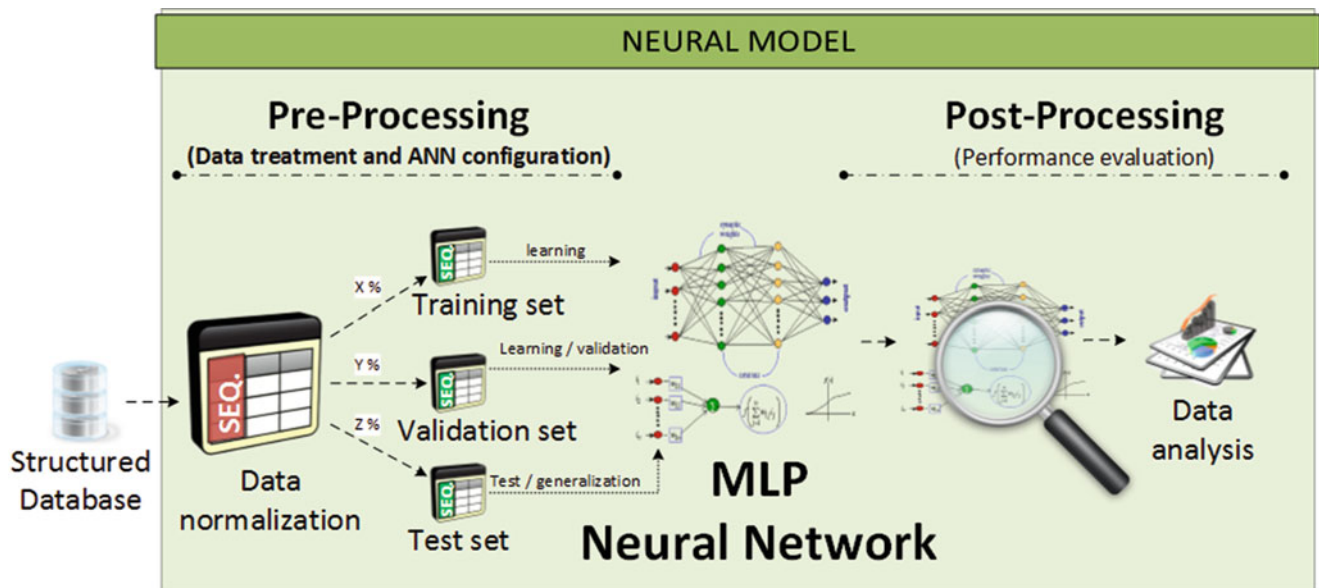 NEURAL MODEL
Pre-Processing
(Data treatment and ANN configuration)
Post-Processing
(Performance evaluation)
SEQ.
learning
X %
Training set
Learning / validation
Y %
SEQ.
Validation set
Z %
SEQ.
Test / generalization
Test set
SEQ.
Structured
Database
Data
normalization
MLP
Neural Network
Data
analysis